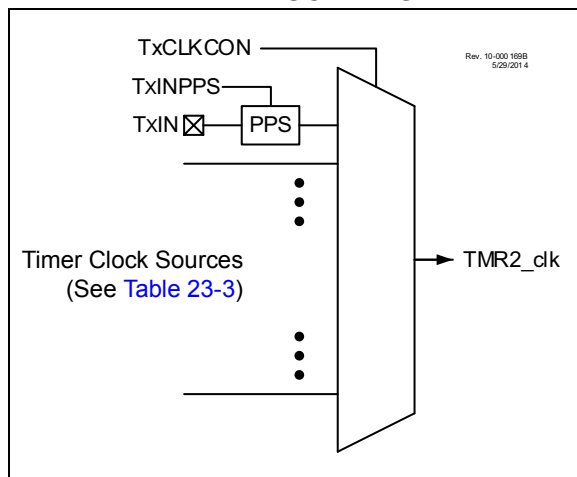 TxCLKCON
Rev. 10-000 169B
5/29/2014
TxINPPS
TxIN
PPS
Timer Clock Sources
(See Table 23-3)
TMR2_clk